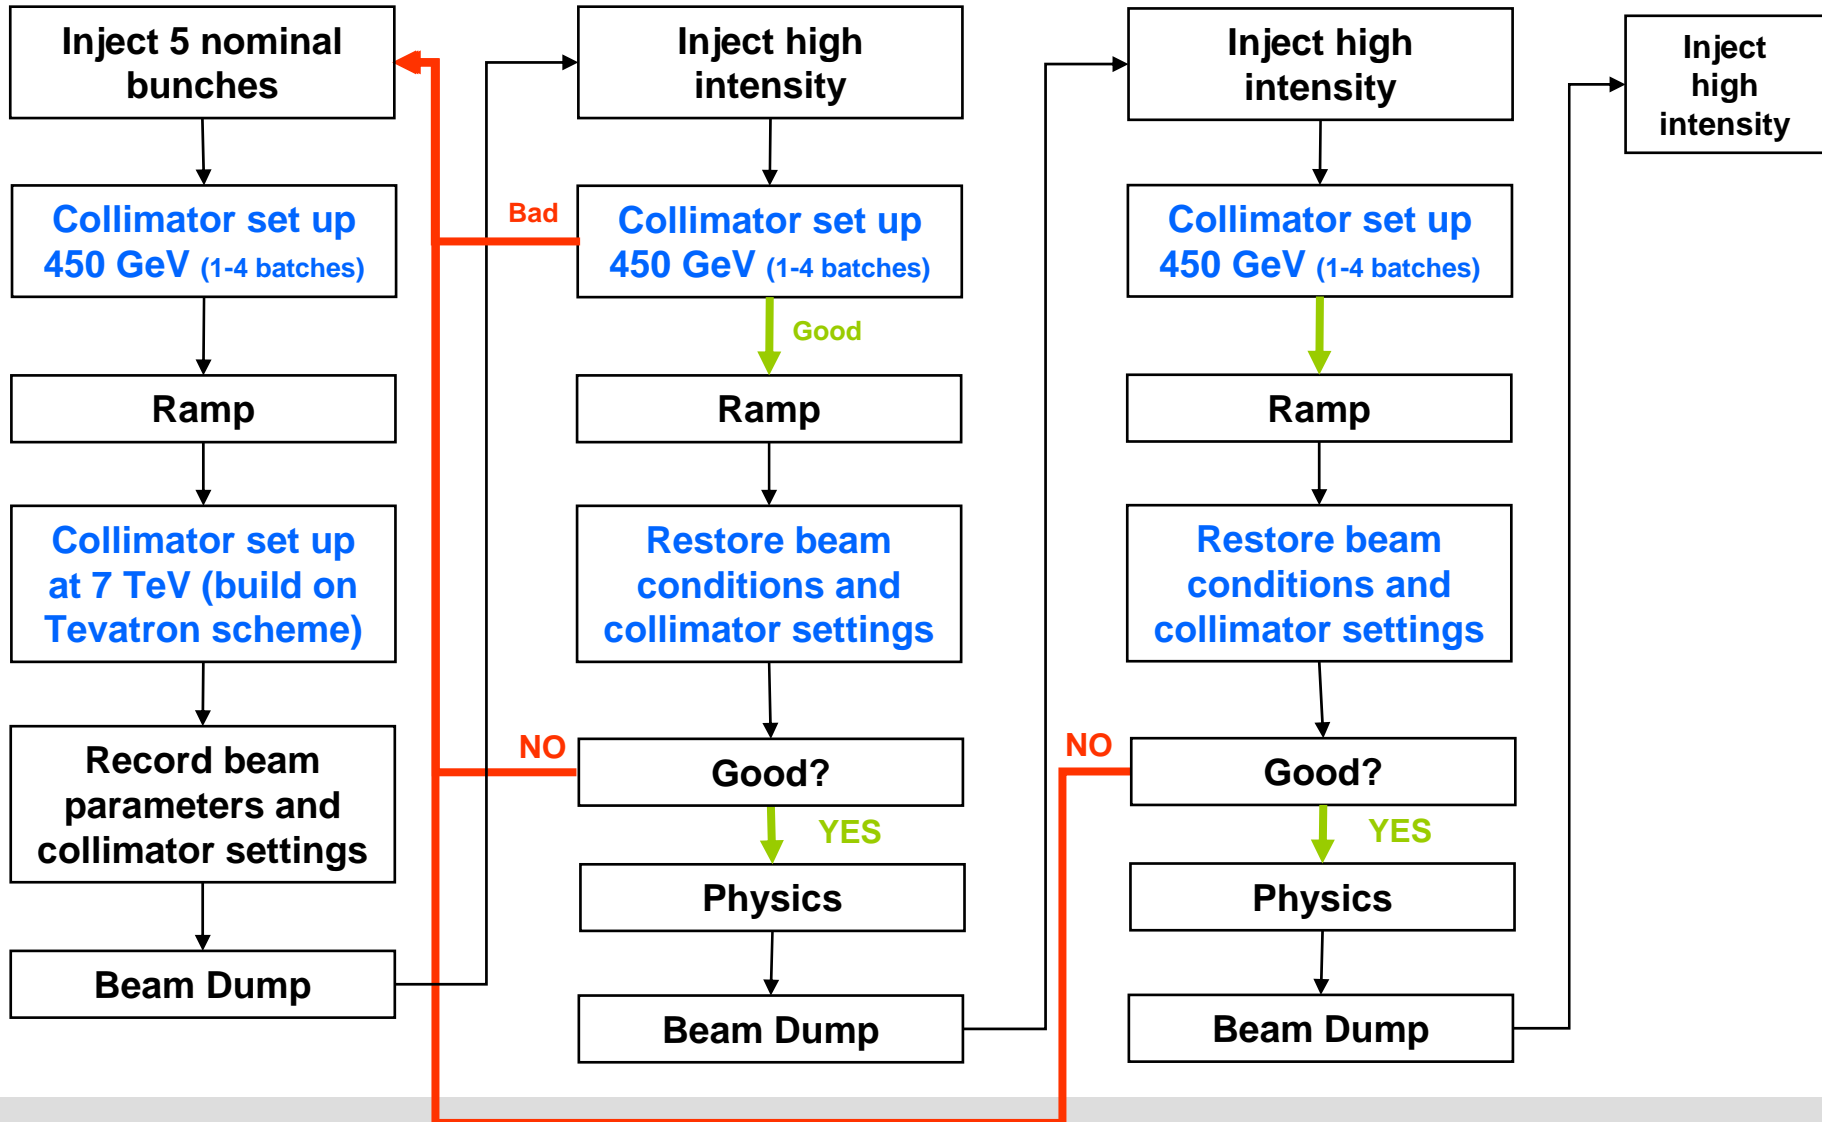 Inject 5 nominal
bunches
Collimator set up
450 GeV (1-4 batches)
Ramp
Collimator set up
at 7 TeV (build on
Tevatron scheme)
Record beam
parameters and
collimator settings
Beam Dump
Inject high
intensity
Bad
Collimator set up
450 GeV (1-4 batches)
Good
Ramp
Restore beam
conditions and
collimator settings
NO
Good?
YES
Physics
Beam Dump
Inject high
intensity
Collimator set up
450 GeV (1-4 batches)
Ramp
Restore beam
conditions and
collimator settings
NO
Good?
YES
Physics
Beam Dump
Inject
high
intensity